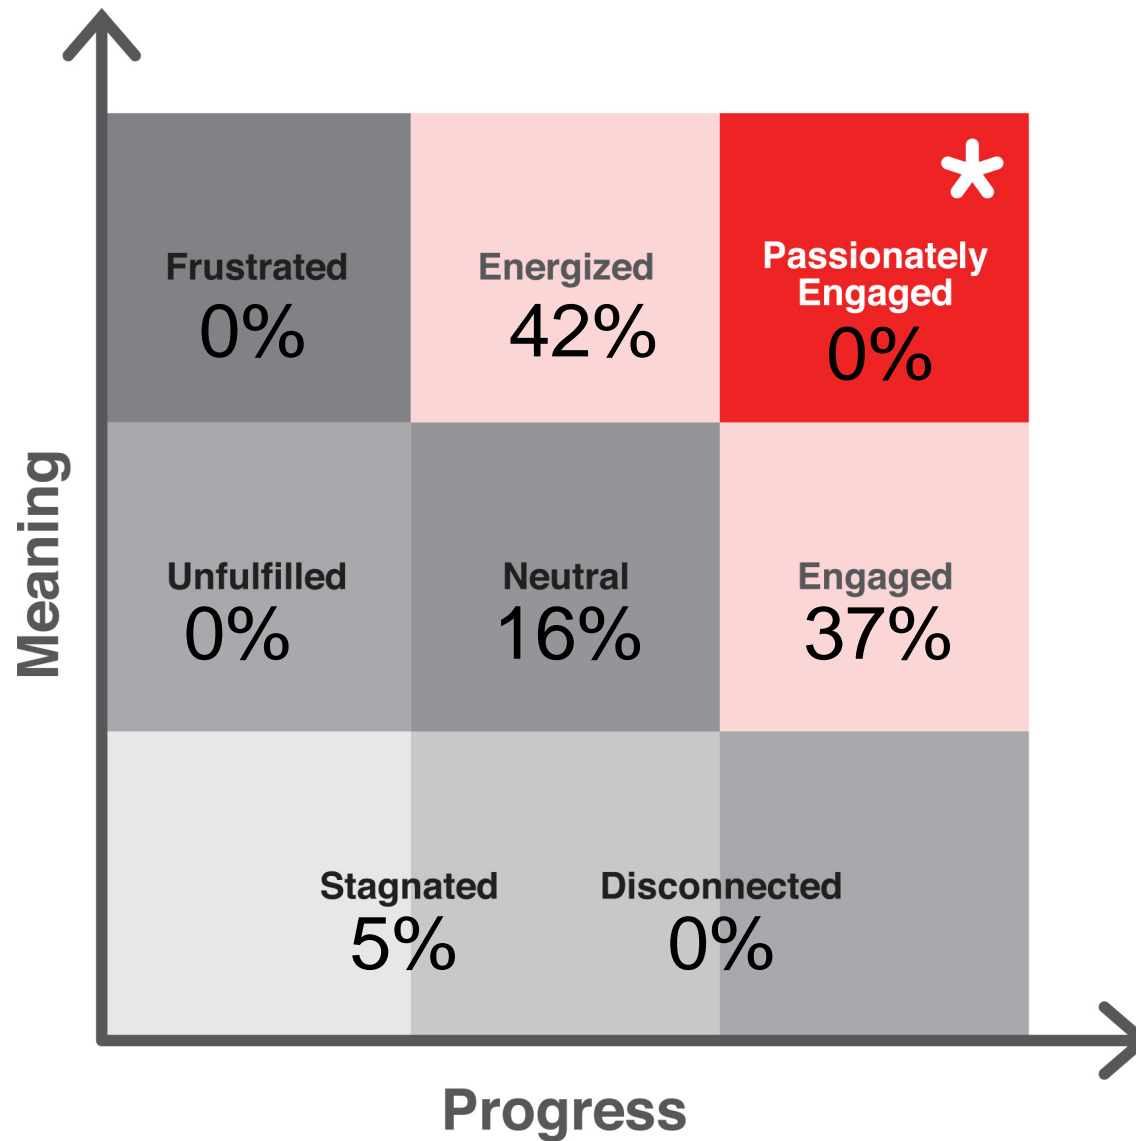 Frustrated
0%
Energized
42%
Passionately
Engaged
0%
Unfulfilled
0%
Neutral
16%
Engaged
37%
Stagnated
5%
Disconnected
0%
Meaning
Progress